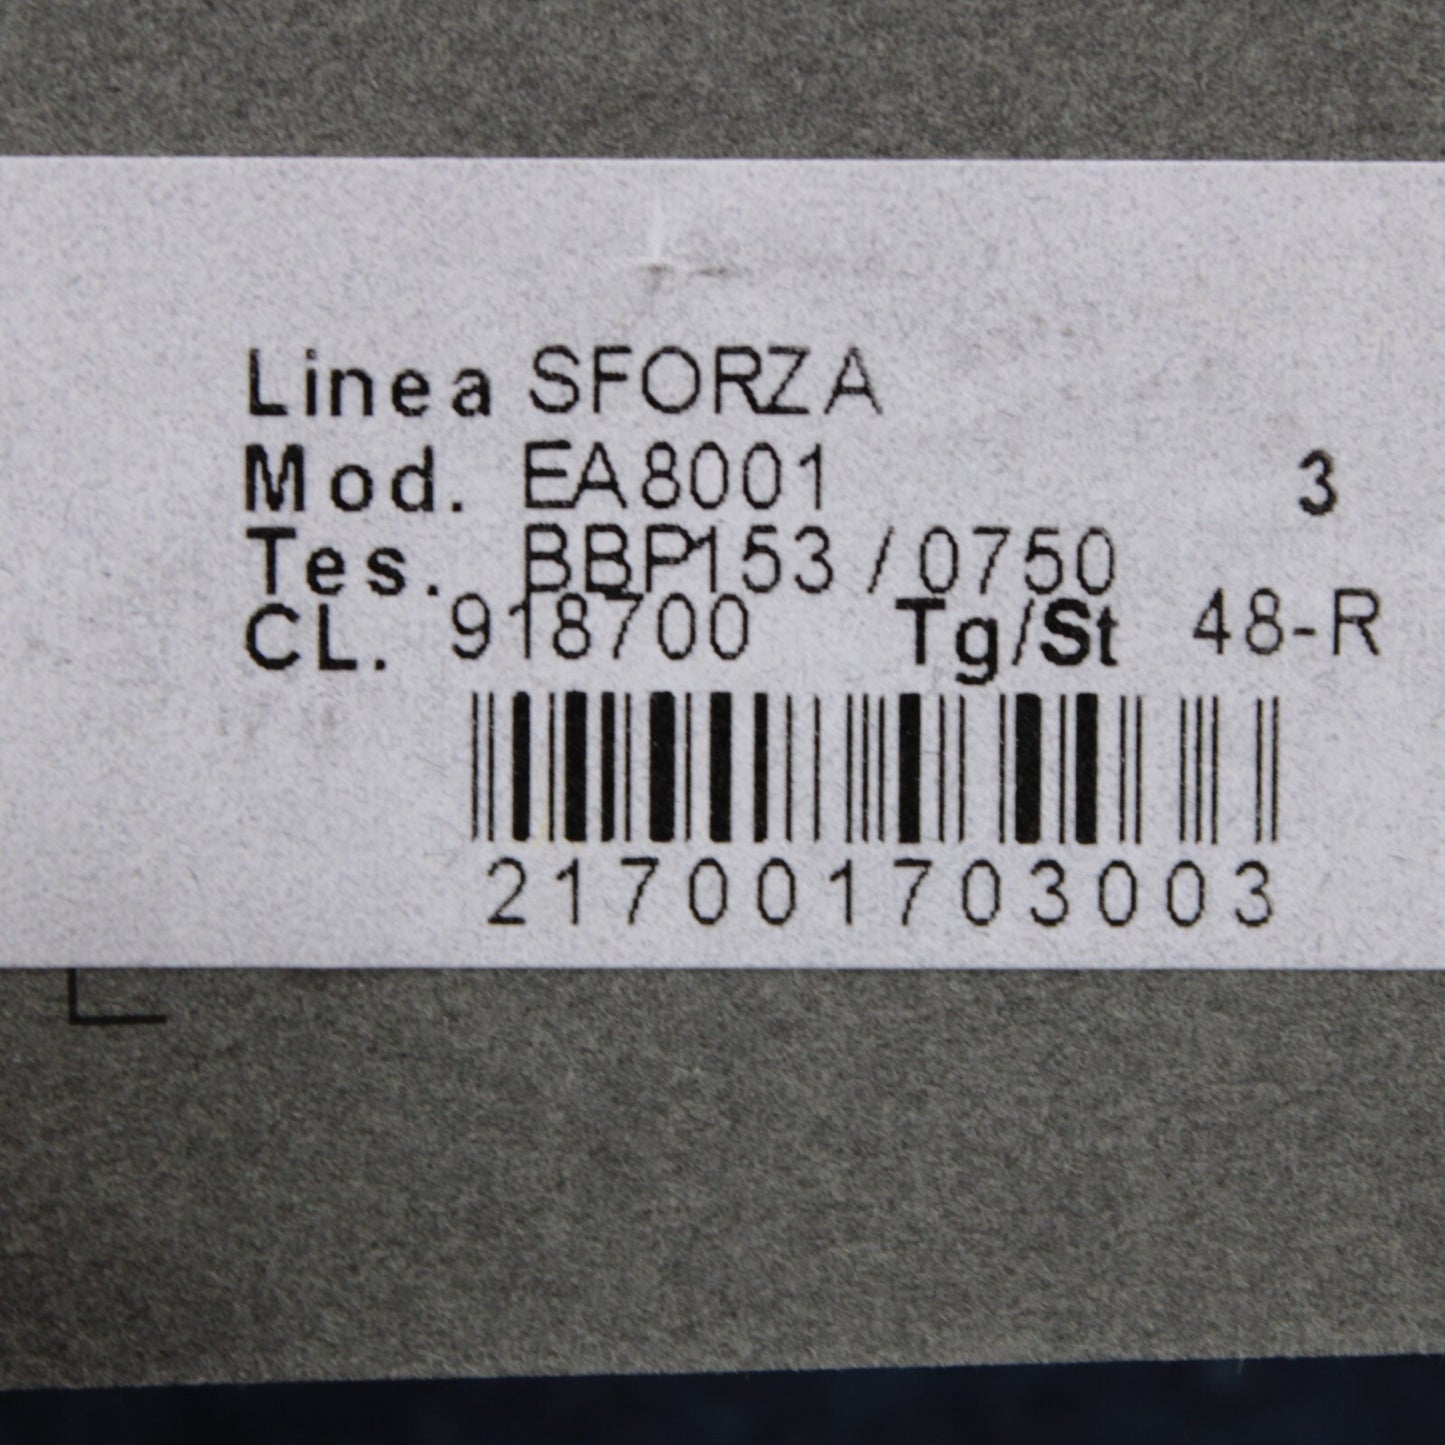 Linea SFORZA
Mod. EA8001 3
Tes. BBP153 / 0750
CL. 918700 Tg/St 48-R
217001703003